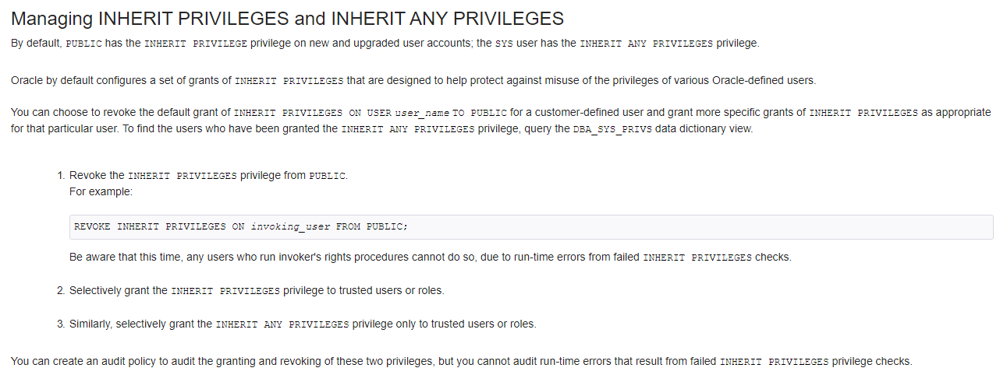 Managing INHERIT PRIVILEGES and INHERIT ANY PRIVILEGES
By default, PUBLIC has the INHERIT PRIVILEGE privilege on new and upgraded user accounts; the SYS user has the INHERIT ANY PRIVILEGES privilege.
Oracle by default configures a set of grants of INHERIT PRIVILEGES that are designed to help protect against misuse of the privileges of various Oracle-defined users.
You can choose to revoke the default grant of INHERIT PRIVILEGES ON USER user_name TO PUBLIC for a customer-defined user and grant more specific grants of INHERIT PRIVILEGES as appropriate
for that particular user. To find the users who have been granted the INHERIT ANY PRIVILEGES privilege, query the DBA_SYS_PRIVS data dictionary view.
1. Revoke the INHERIT PRIVILEGES privilege from PUBLIC.
For example:
REVOKE INHERIT PRIVILEGES ON invoking_user FROM PUBLIC;
Be aware that this time, any users who run invoker's rights procedures cannot do so, due to run-time errors from failed INHERIT PRIVILEGES checks.
2. Selectively grant the INHERIT PRIVILEGES privilege to trusted users or roles.
3. Similarly, selectively grant the INHERIT ANY PRIVILEGES privilege only to trusted users or roles.
You can create an audit policy to audit the granting and revoking of these two privileges, but you cannot audit run-time errors that result from failed INHERIT PRIVILEGES privilege checks.